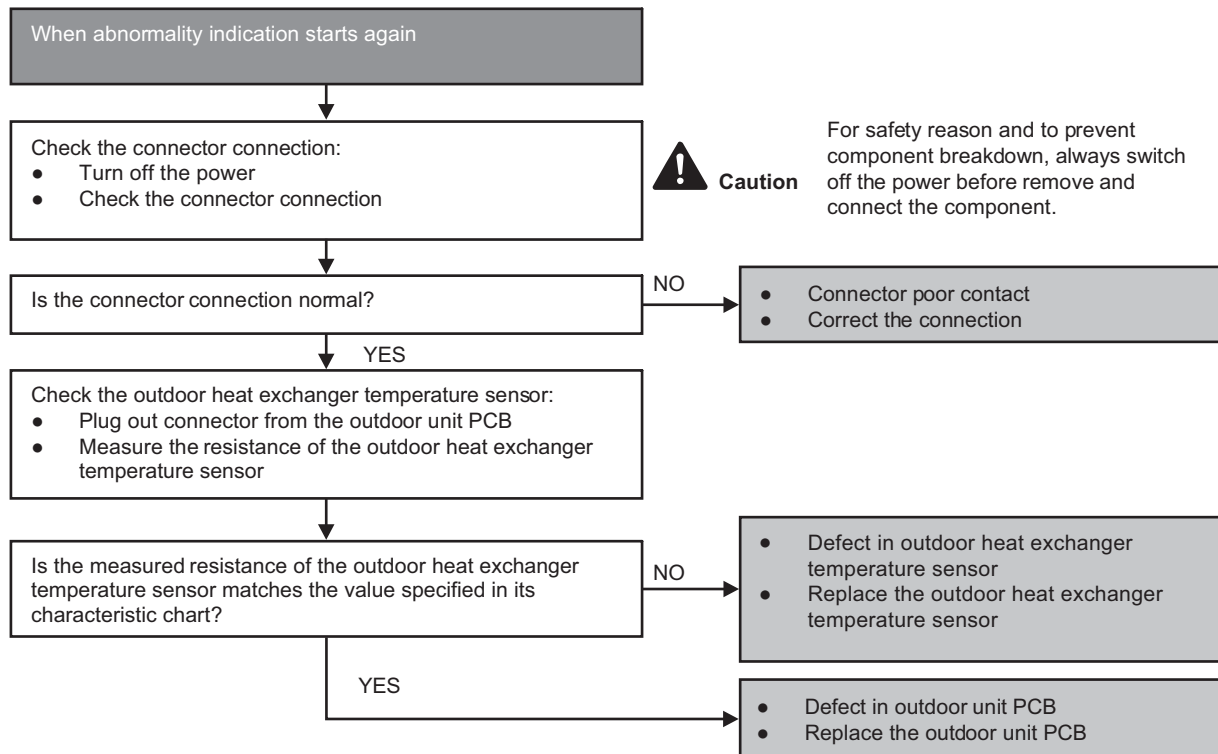 When abnormality indication starts again
Check the connector connection:
● Turn off the power
● Check the connector connection
Caution
For safety reason and to prevent
component breakdown, always switch
off the power before remove and
connect the component.
Is the connector connection normal?
NO
● Connector poor contact
● Correct the connection
YES
Check the outdoor heat exchanger temperature sensor:
● Plug out connector from the outdoor unit PCB
● Measure the resistance of the outdoor heat exchanger
temperature sensor
Is the measured resistance of the outdoor heat exchanger
temperature sensor matches the value specified in its
characteristic chart?
NO
● Defect in outdoor heat exchanger
temperature sensor
● Replace the outdoor heat exchanger
temperature sensor
YES
● Defect in outdoor unit PCB
● Replace the outdoor unit PCB